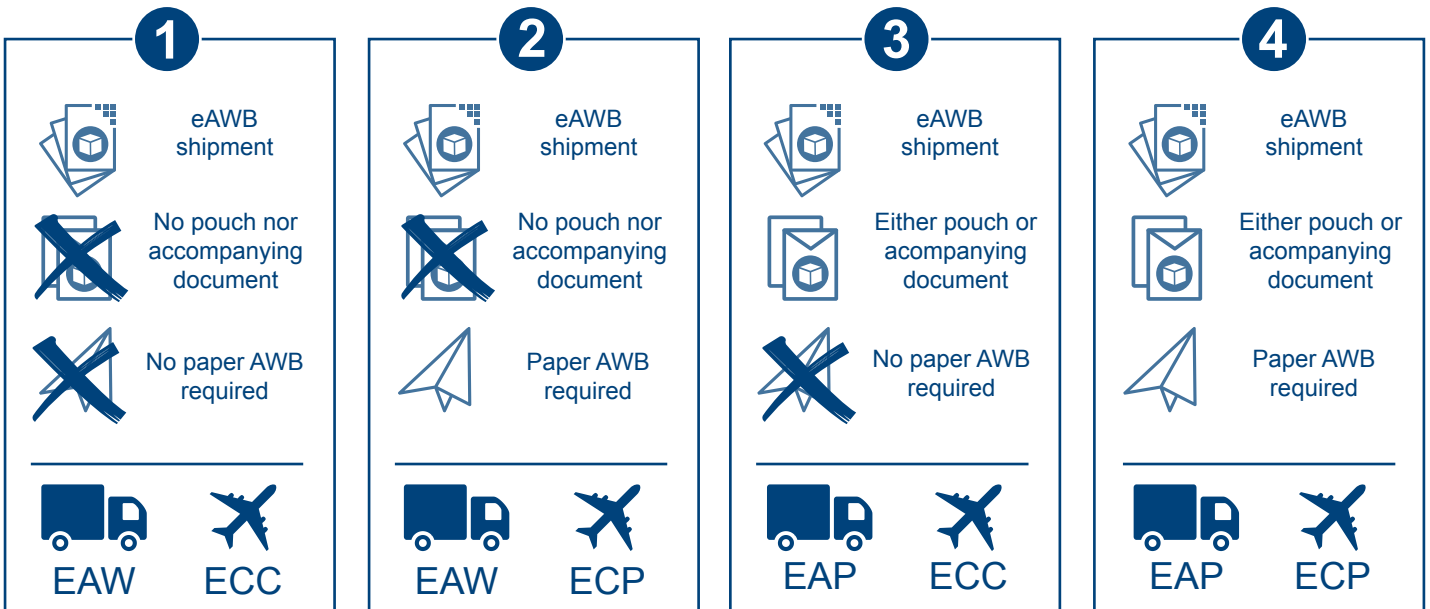 1
eAWB
shipment
No pouch nor
accompanying
document
No paper AWB
required
EAW
ECC
2
eAWB
shipment
No pouch nor
accompanying
document
Paper AWB
required
EAW
ECP
3
eAWB
shipment
Either pouch or
acompanying
document
No paper AWB
required
EAP
ECC
4
eAWB
shipment
Either pouch or
acompanying
document
Paper AWB
required
EAP
ECP